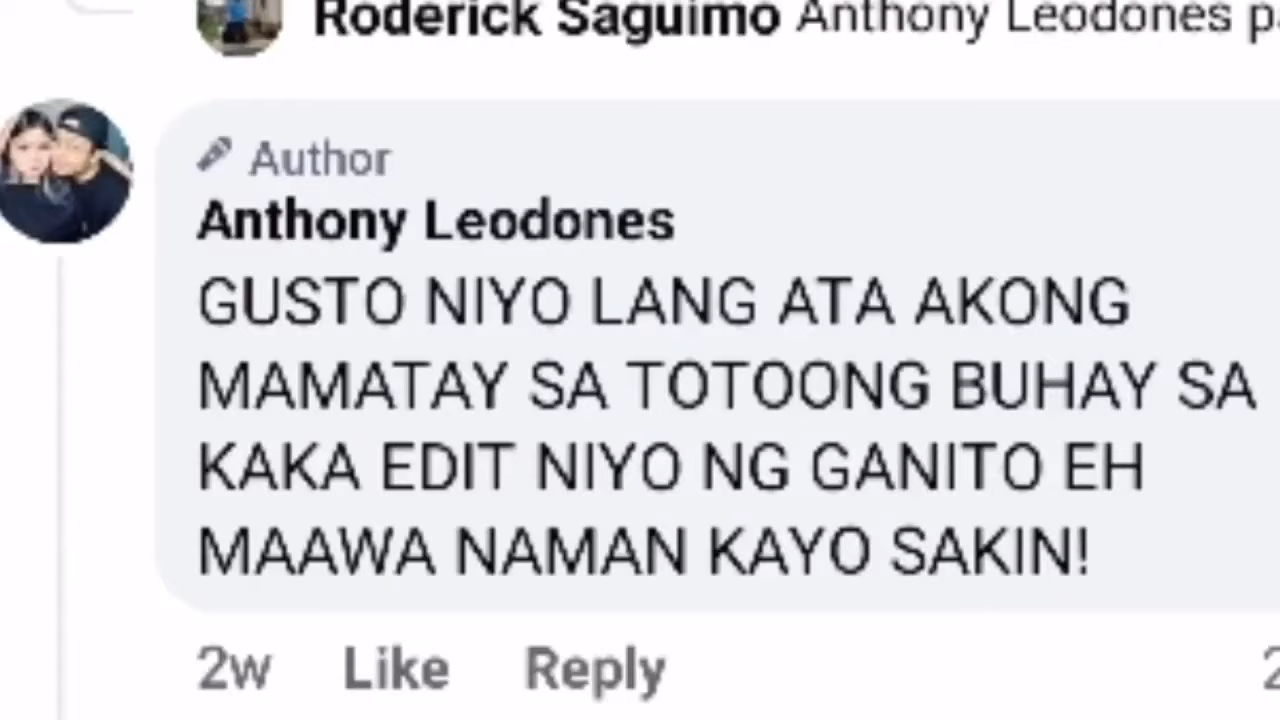 Roderick Saguimo Anthony Leodones
Author
Anthony Leodones
GUSTO NIYO LANG ATA AKONG
MAMATAY SA TOTOONG BUHAY SA
KAKA EDIT NIYO NG GANITO EH
MAAWA NAMAN KAYO SAKIN!
2w Like Reply